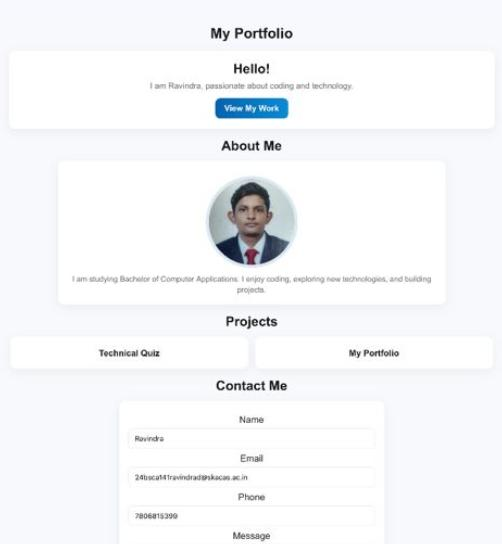 My Portfolio
Hello!
I am Ravindra, passionate about coding and technology.
View My Work
About Me
I am studying Bachelor of Computer Applications. I enjoy coding, exploring new technologies, and building
projects.
Projects
Technical Quiz
My Portfolio
Contact Me
Name
Ravindra
Email
24bsca141ravindrad@skacas.ac.in
Phone
7806815399
Message